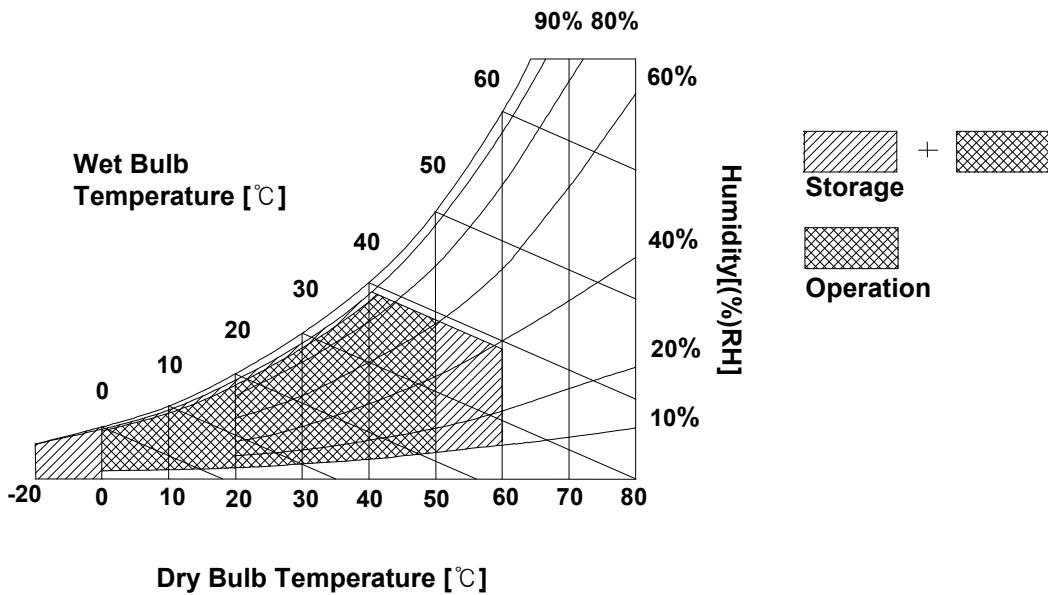 90% 80%
60
60%
Wet Bulb
Temperature [℃]
50
+
Storage
40
40%
Humidity[(%)RH]
30
Operation
20
20%
10
10%
0
-20 0 10 20 30 40 50 60 70 80
Dry Bulb Temperature [℃]